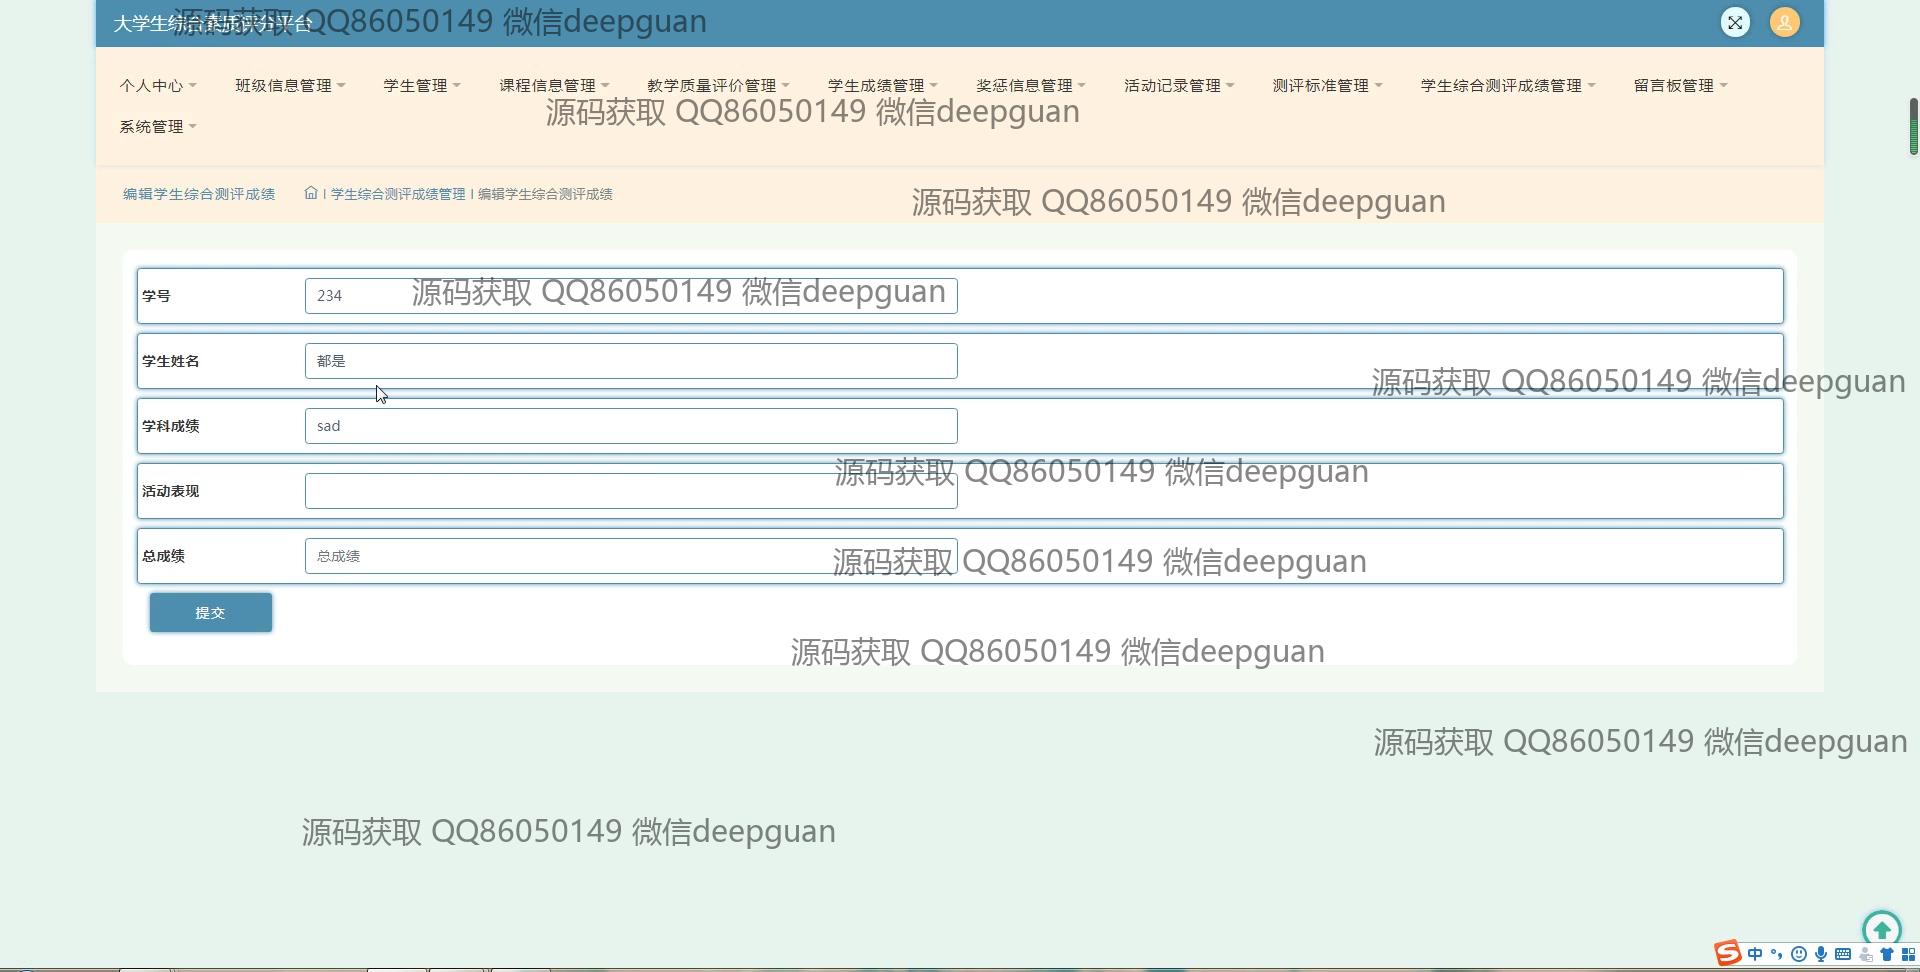 大学生综合素质评分平台
源码获取 QQ86050149 微信deepguan
个人中心 班级信息管理 学生管理 课程信息管理 教学质量评价管理 学生成绩管理 奖惩信息管理 活动记录管理 测评标准管理 学生综合测评成绩管理 留言板管理
源码获取 QQ86050149 微信deepguan
系统管理
编辑学生综合测评成绩 | 学生综合测评成绩管理 | 编辑学生综合测评成绩
源码获取 QQ86050149 微信deepguan
学号 234
源码获取 QQ86050149 微信deepguan
学生姓名 都是
源码获取 QQ86050149 微信deepguan
学科成绩 sad
源码获取 QQ86050149 微信deepguan
活动表现
总成绩 总成绩
源码获取 QQ86050149 微信deepguan
提交
源码获取 QQ86050149 微信deepguan
源码获取 QQ86050149 微信deepguan
源码获取 QQ86050149 微信deepguan
中